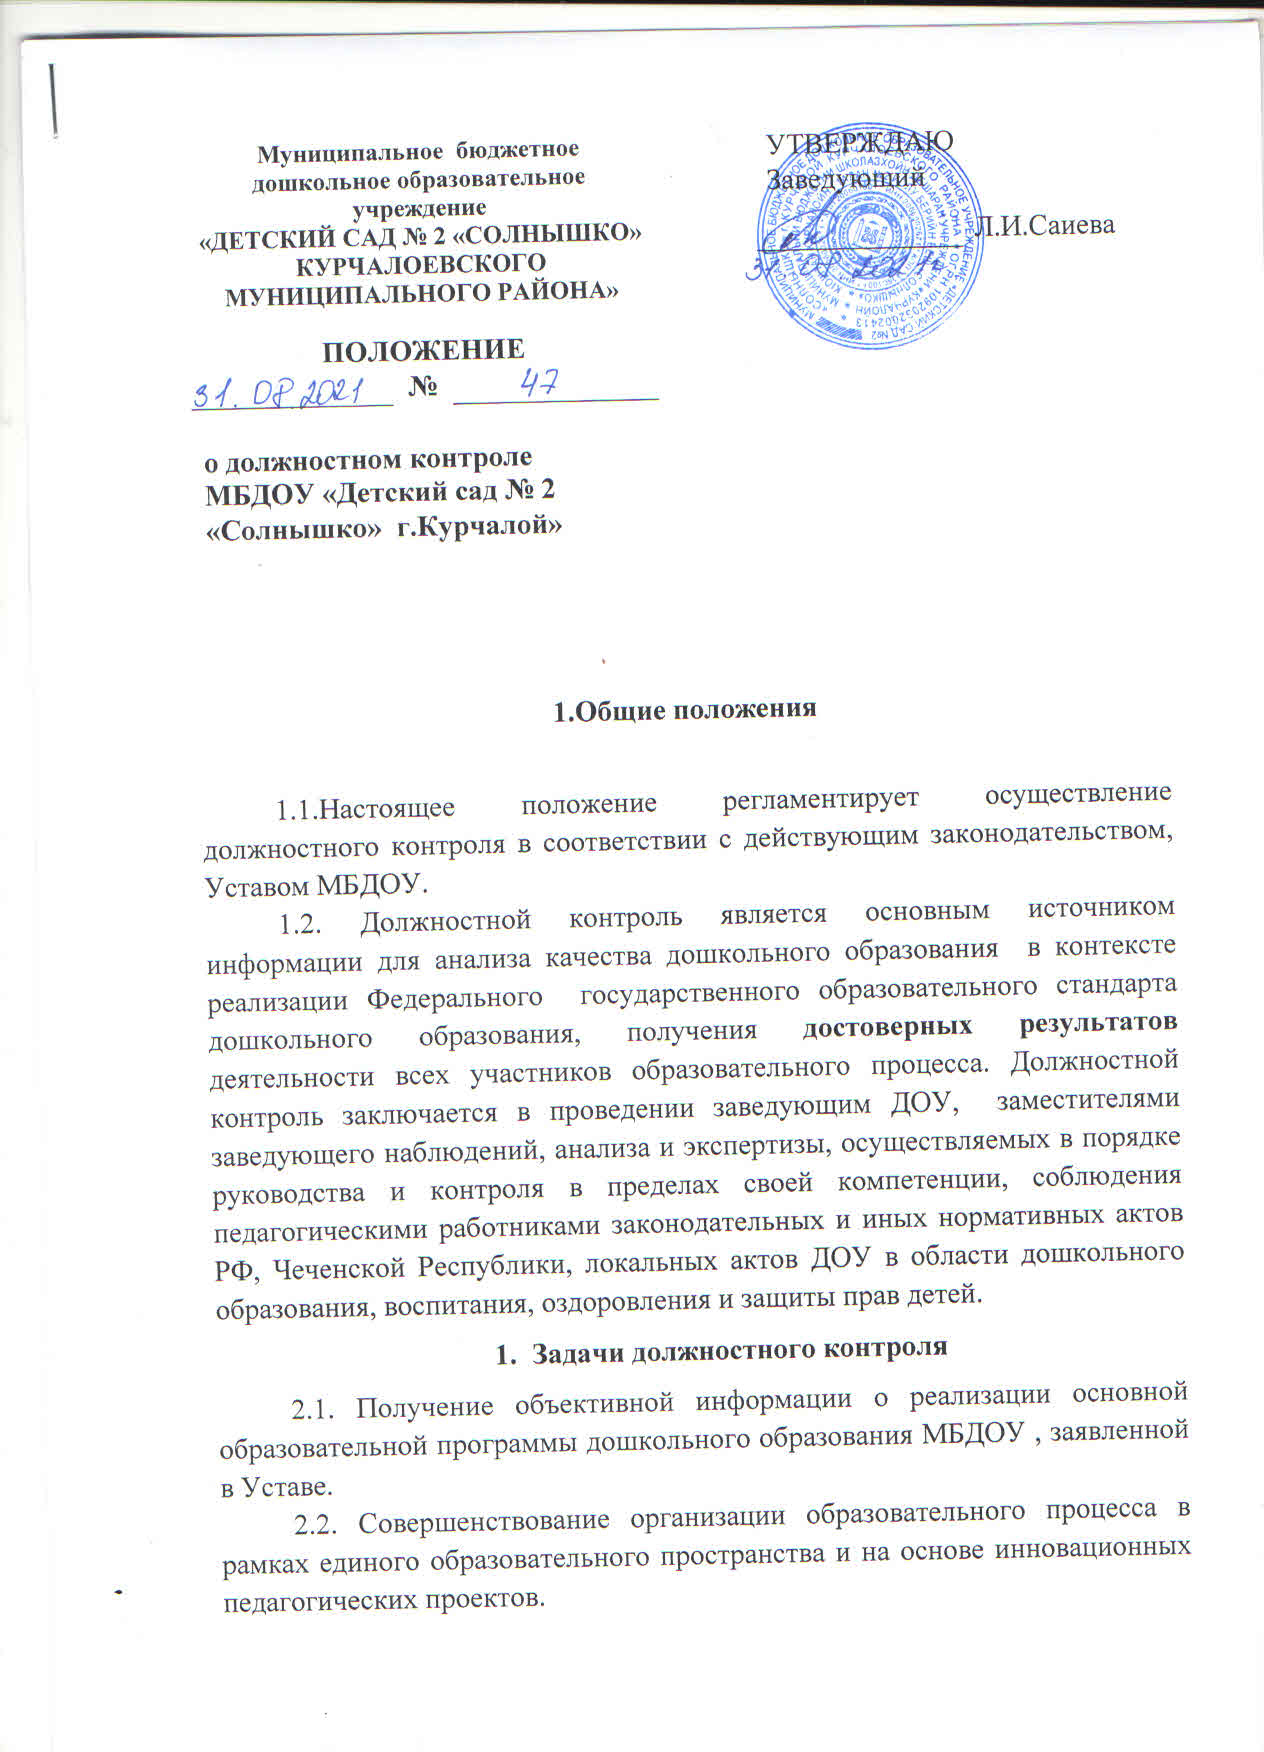 Муниципальное бюджетное
дошкольное образовательное
учреждение
«ДЕТСКИЙ САД № 2 «СОЛНЫШКО»
КУРЧАЛОЕВСКОГО
МУНИЦИПАЛЬНОГО РАЙОНА»
УТВЕРЖДАЮ
Заведующий
Л.И.Саиева
31 08 2021
ПОЛОЖЕНИЕ
31.08 2021 № 47
о должностном контроле
МБДОУ «Детский сад № 2
«Солнышко» г.Курчалой»
1.Общие положения
1.1.Настоящее положение регламентирует осуществление
должностного контроля в соответствии с действующим законодательством,
Уставом МБДОУ.
1.2. Должностной контроль является основным источником
информации для анализа качества дошкольного образования в контексте
реализации Федерального государственного образовательного стандарта
дошкольного образования, получения достоверных результатов
деятельности всех участников образовательного процесса. Должностной
контроль заключается в проведении заведующим ДОУ, заместителями
заведующего наблюдений, анализа и экспертизы, осуществляемых в порядке
руководства и контроля в пределах своей компетенции, соблюдения
педагогическими работниками законодательных и иных нормативных актов
РФ, Чеченской Республики, локальных актов ДОУ в области дошкольного
образования, воспитания, оздоровления и защиты прав детей.
1. Задачи должностного контроля
2.1. Получение объективной информации о реализации основной
образовательной программы дошкольного образования МБДОУ , заявленной
в Уставе.
2.2. Совершенствование организации образовательного процесса в
рамках единого образовательного пространства и на основе инновационных
педагогических проектов.